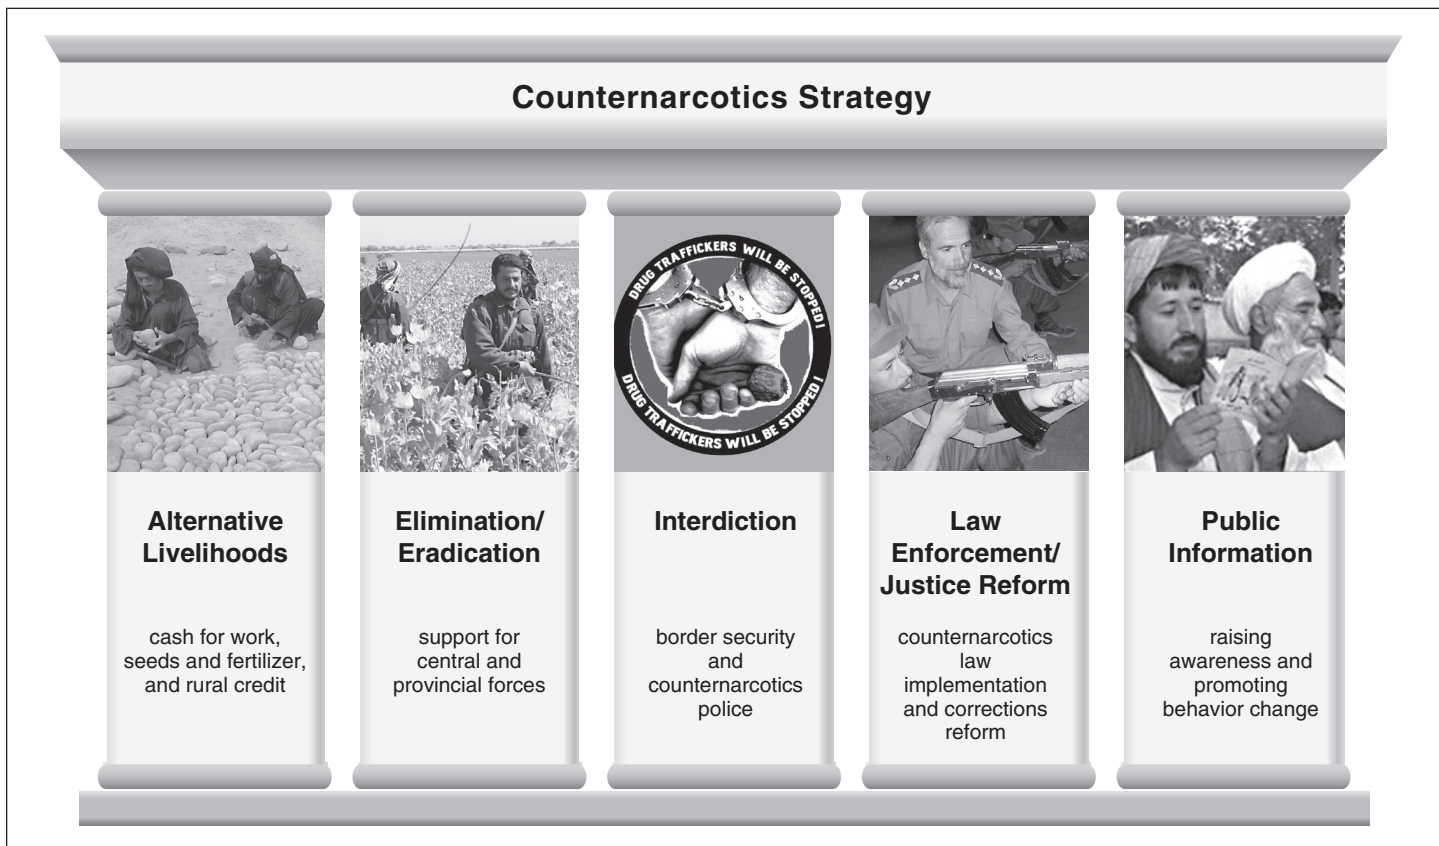 Counternarcotics Strategy
DRUG TRAFFICKERS WILL BE STOPPED!
DRUG TRAFFICKERS WILL BE STOPPED!
Alternative
Livelihoods
cash for work,
seeds and fertilizer,
and rural credit
Elimination/
Eradication
support for
central and
provincial forces
Interdiction
border security
and
counternarcotics
police
Law
Enforcement/
Justice Reform
counternarcotics
law
implementation
and corrections
reform
Public
Information
raising
awareness and
promoting
behavior change